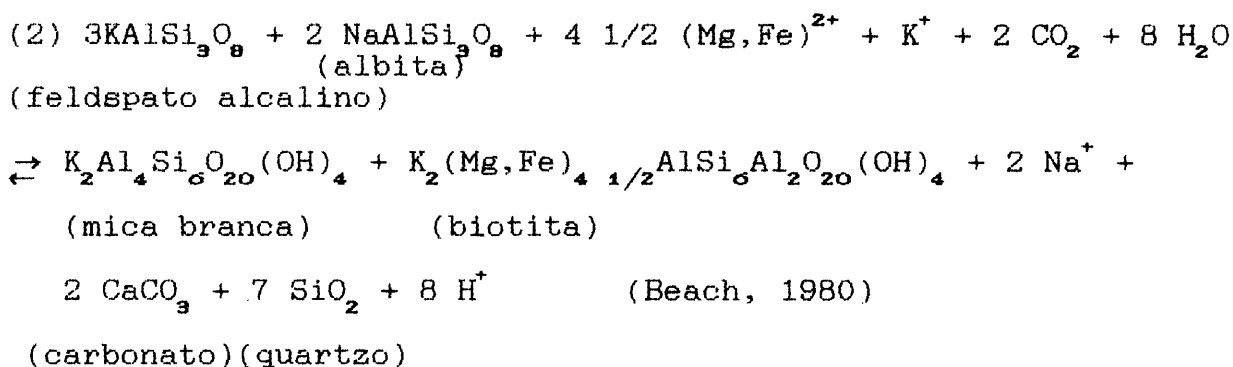 (2) 3KAlSi₃O₈ + 2 NaAlSi₃O₈ + 4 1/2 (Mg,Fe)²⁺ + K⁺ + 2 CO₂ + 8 H₂O
(albita)
(feldspato alcalino)
⇄ K₂Al₄Si₆O₂₀(OH)₄ + K₂(Mg,Fe)₄ ₁/₂AlSi₆Al₂O₂₀(OH)₄ + 2 Na⁺ +
(mica branca) (biotita)
2 CaCO₃ + 7 SiO₂ + 8 H⁺ (Beach, 1980)
(carbonato)(quartzo)